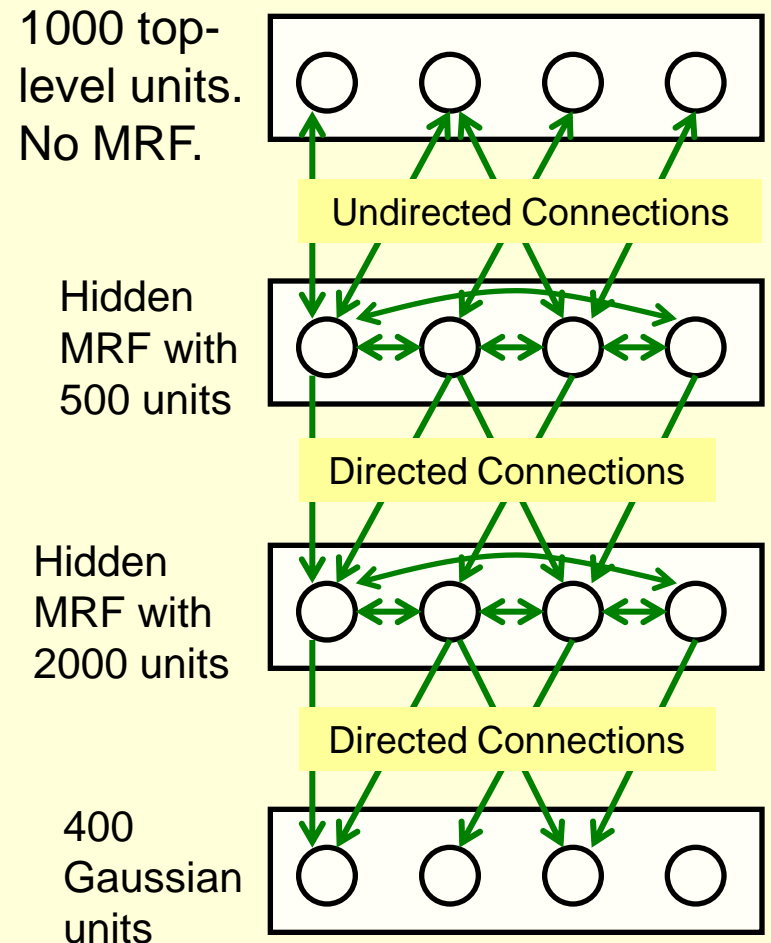 1000 top-
level units.
No MRF.
Undirected Connections
Hidden
MRF with
500 units
Directed Connections
Hidden
MRF with
2000 units
Directed Connections
400
Gaussian
units